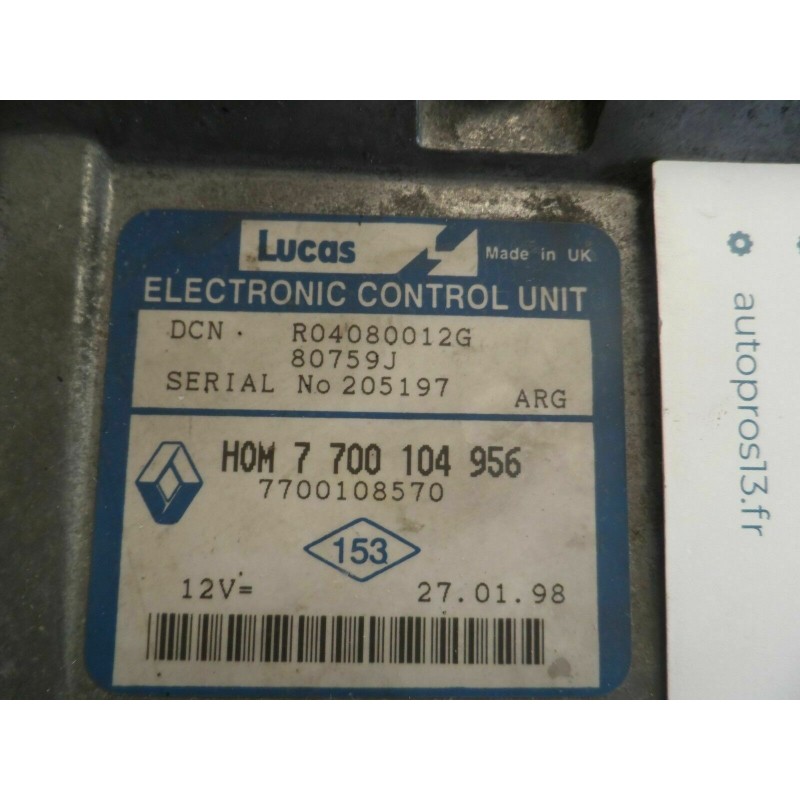 Lucas Made in UK
ELECTRONIC CONTROL UNIT
DCN · R04080012G
80759J
SERIAL No 205197 ARG
HOM 7 700 104 956
7700108570
153
12V= 27.01.98
autopros13.fr